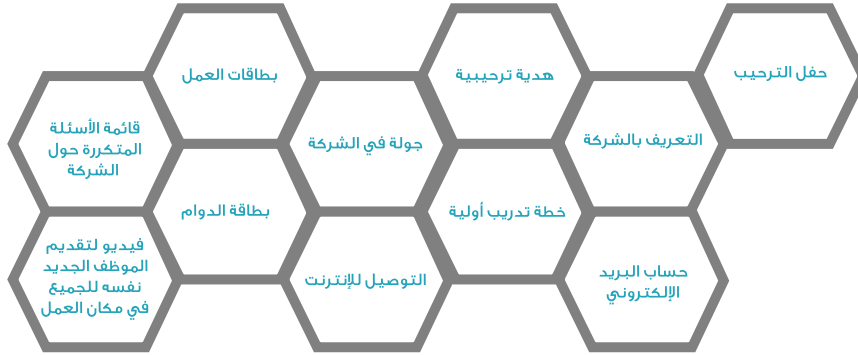 حفل الترحيب
هدية ترحيبية
بطاقات العمل
التعريف بالشركة
جولة في الشركة
قائمة الأسئلة
المتكررة حول
الشركة
خطة تدريب أولية
بطاقة الدوام
حساب البريد
الإلكتروني
التوصيل للإنترنت
فيديو لتقديم
الموظف الجديد
نفسه للجميع
في مكان العمل